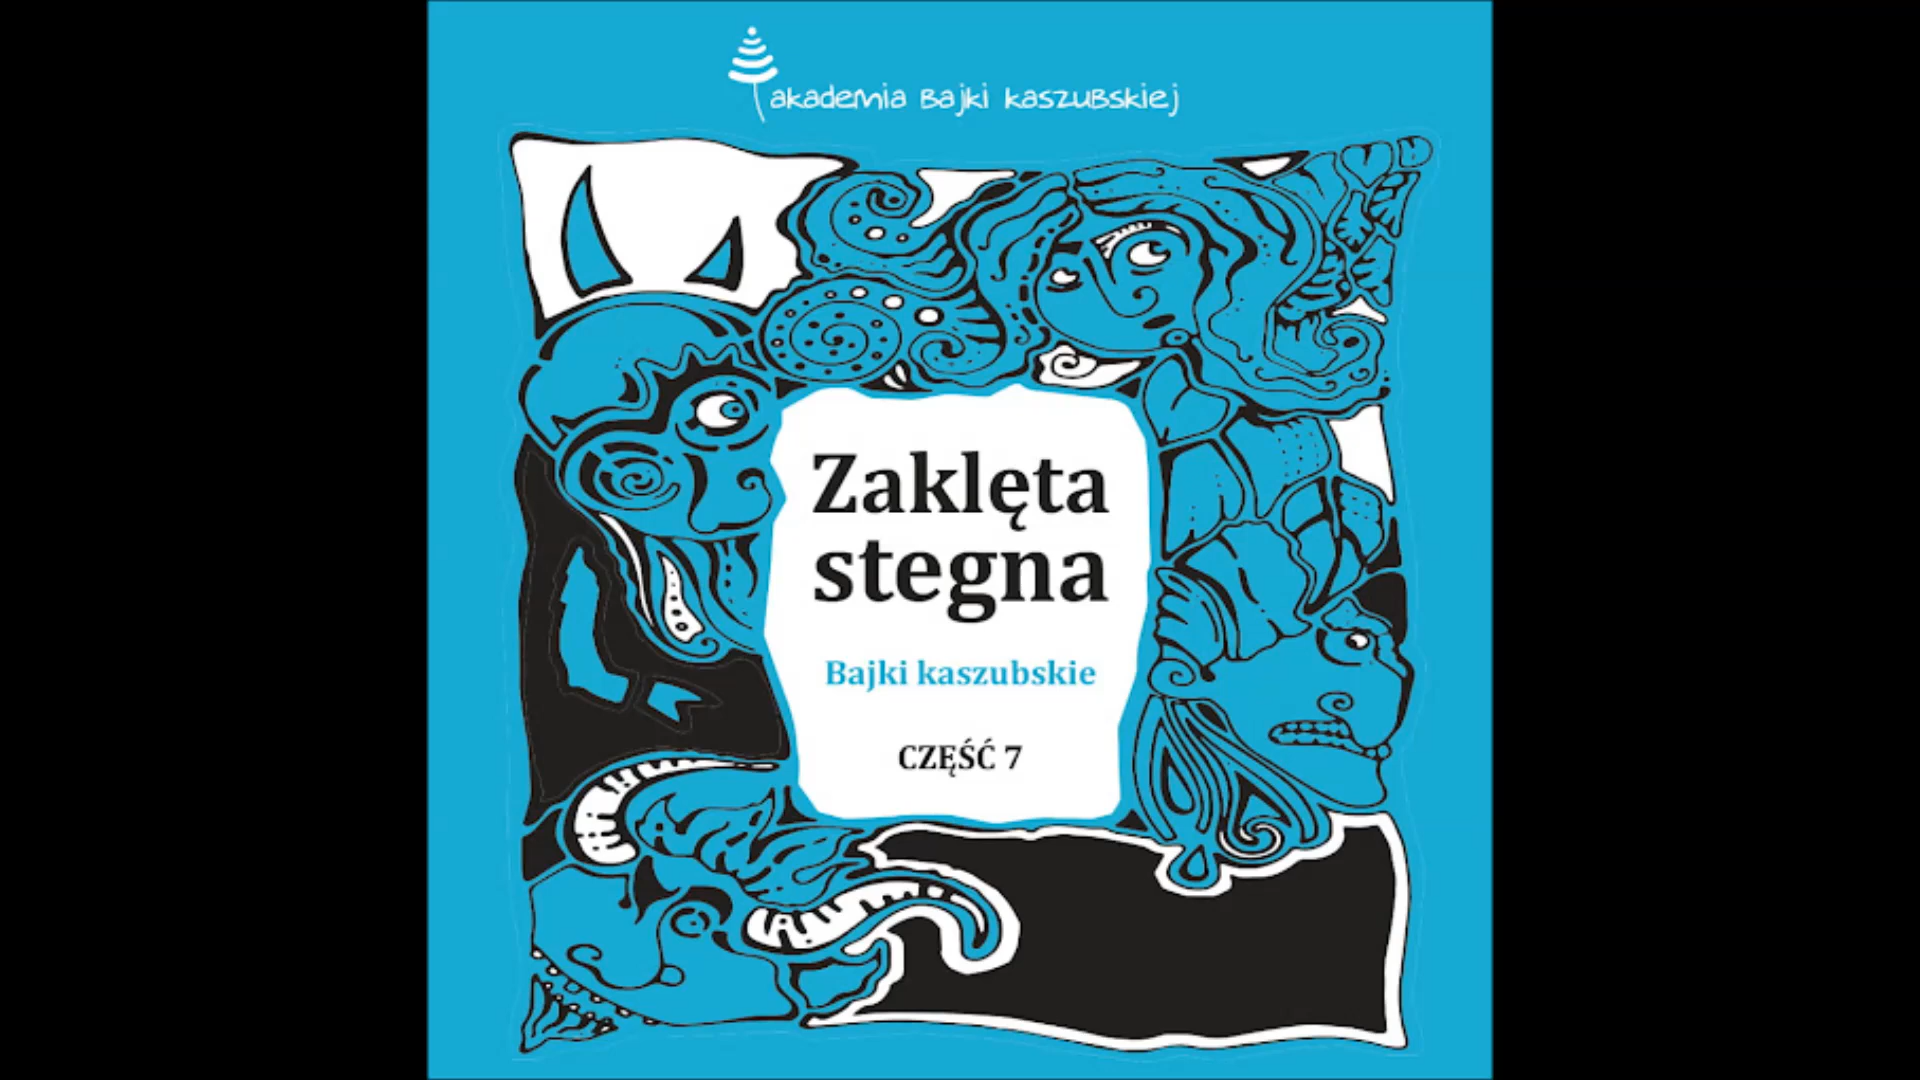 akademia Bajki kaszuBskiej
Zaklęta
stegna
Bajki kaszubskie
CZĘŚĆ 7